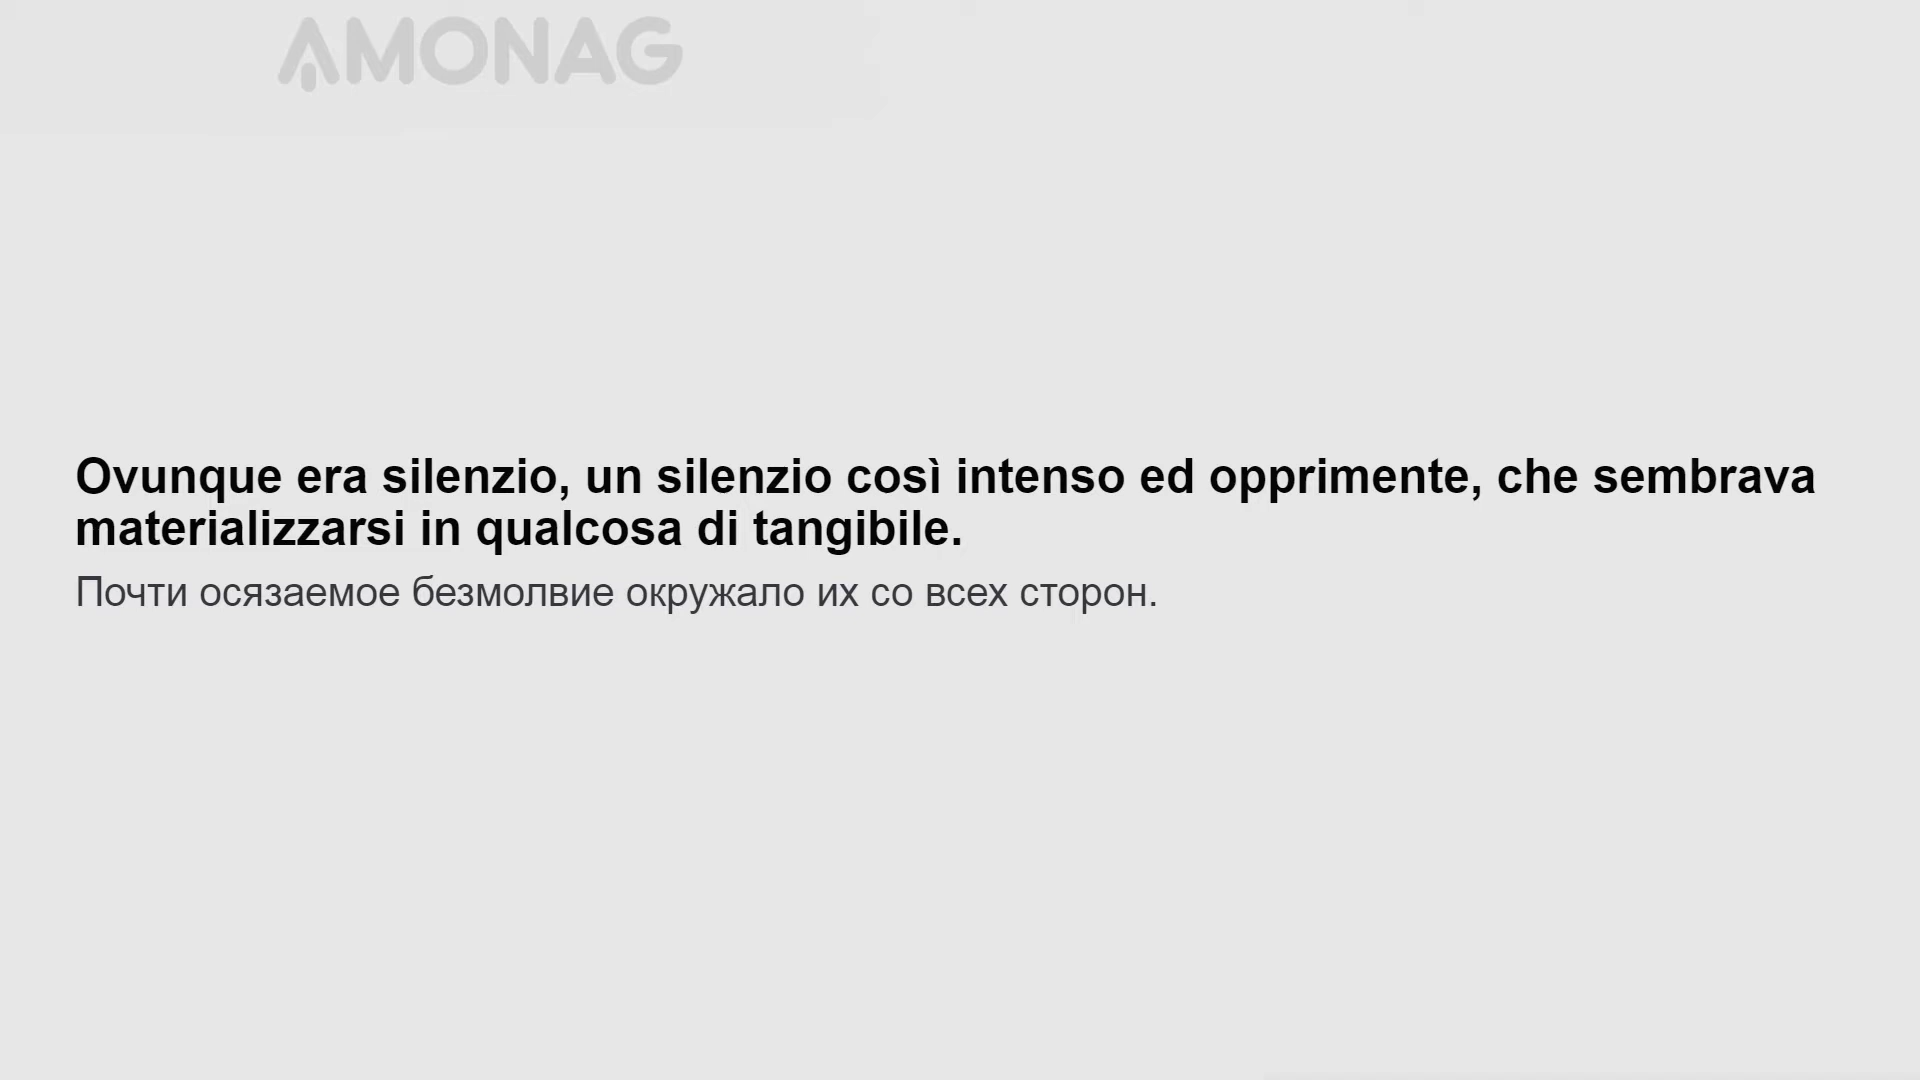 AMONAG
Ovunque era silenzio, un silenzio così intenso ed opprimente, che sembrava
materializzarsi in qualcosa di tangibile.
Почти осязаемое безмолвие окружало их со всех сторон.